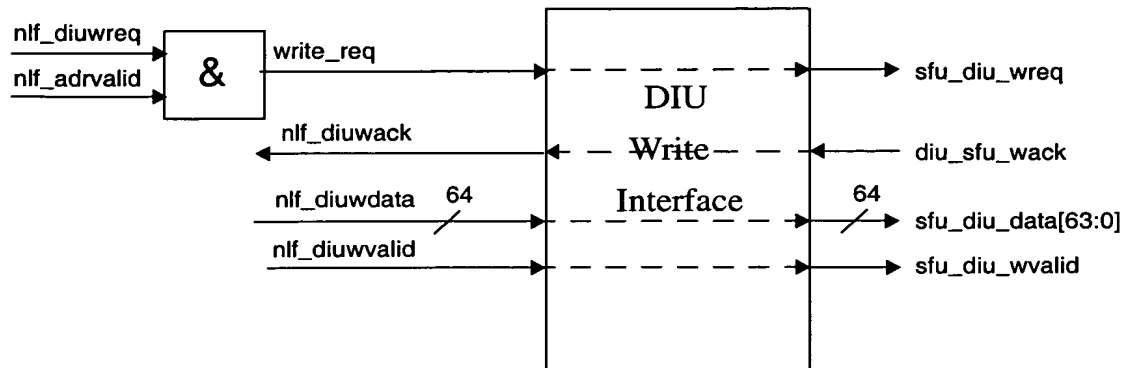 nlf_diuwreq
nlf_adrvalid
&
write_req
sfu_diu_wreq
DIU
nlf_diuwack
Write
diu_sfu_wack
nlf_diuwdata
64
Interface
64
sfu_diu_data[63:0]
nlf_diuwvalid
sfu_diu_wvalid